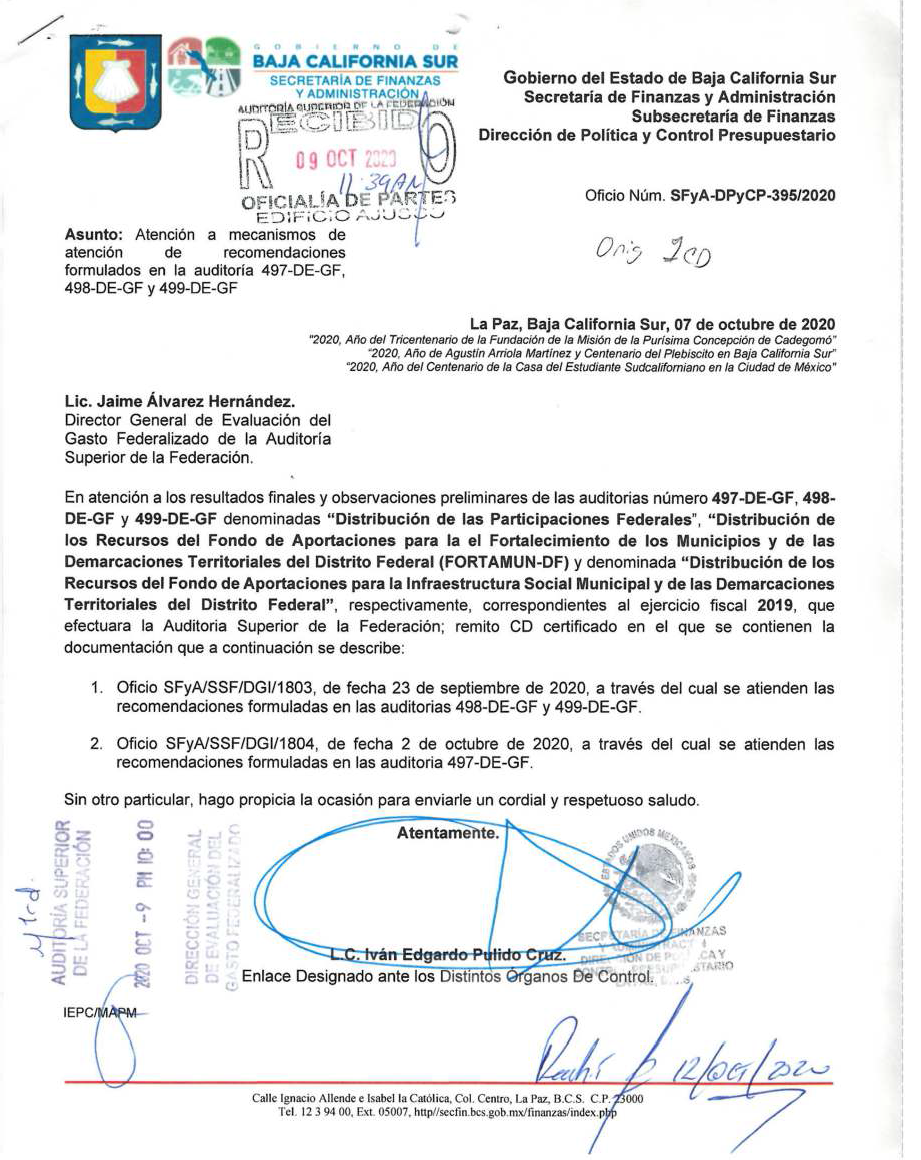 GOBIERNO DE
BAJA CALIFORNIA SUR
SECRETARÍA DE FINANZAS
Y ADMINISTRACIÓN
AUDITORÍA SUPERIOR DE LA FEDERACIÓN
RECIBIDO
09 OCT 2020
11:39AM
OFICIALÍA DE PARTES
EDIFICIO AJUSCO
Gobierno del Estado de Baja California Sur
Secretaría de Finanzas y Administración
Subsecretaría de Finanzas
Dirección de Política y Control Presupuestario
Oficio Núm. SFyA-DPyCP-395/2020
Orig 1CD
Asunto: Atención a mecanismos de
atención de recomendaciones
formulados en la auditoría 497-DE-GF,
498-DE-GF y 499-DE-GF
La Paz, Baja California Sur, 07 de octubre de 2020
"2020, Año del Tricentenario de la Fundación de la Misión de la Purísima Concepción de Cadegomó"
"2020, Año de Agustín Arriola Martínez y Centenario del Plebiscito en Baja California Sur"
"2020, Año del Centenario de la Casa del Estudiante Sudcaliforniano en la Ciudad de México"
Lic. Jaime Álvarez Hernández.
Director General de Evaluación del
Gasto Federalizado de la Auditoría
Superior de la Federación.
En atención a los resultados finales y observaciones preliminares de las auditorias número 497-DE-GF, 498-
DE-GF y 499-DE-GF denominadas “Distribución de las Participaciones Federales”, “Distribución de
los Recursos del Fondo de Aportaciones para la el Fortalecimiento de los Municipios y de las
Demarcaciones Territoriales del Distrito Federal (FORTAMUN-DF) y denominada “Distribución de los
Recursos del Fondo de Aportaciones para la Infraestructura Social Municipal y de las Demarcaciones
Territoriales del Distrito Federal”, respectivamente, correspondientes al ejercicio fiscal 2019, que
efectuara la Auditoria Superior de la Federación; remito CD certificado en el que se contienen la
documentación que a continuación se describe:
1. Oficio SFyA/SSF/DGI/1803, de fecha 23 de septiembre de 2020, a través del cual se atienden las
recomendaciones formuladas en las auditorias 498-DE-GF y 499-DE-GF.
2. Oficio SFyA/SSF/DGI/1804, de fecha 2 de octubre de 2020, a través del cual se atienden las
recomendaciones formuladas en las auditoria 497-DE-GF.
Sin otro particular, hago propicia la ocasión para enviarle un cordial y respetuoso saludo.
Atentamente.
AUDITORÍA SUPERIOR
DE LA FEDERACIÓN
2020 OCT -9 PM 10:00
DIRECCIÓN GENERAL
DE EVALUACIÓN DEL
GASTO FEDERALIZADO
ESTADOS UNIDOS MEXICANOS
SECRETARÍA DE FINANZAS
L.C. Iván Edgardo Pulido Cruz.
Enlace Designado ante los Distintos Órganos De Control.
IEPC/MAPM
12/OCT/2020
Calle Ignacio Allende e Isabel la Católica, Col. Centro, La Paz, B.C.S. C.P. 23000
Tel. 12 3 94 00, Ext. 05007, http//secfin.bcs.gob.mx/finanzas/index.php